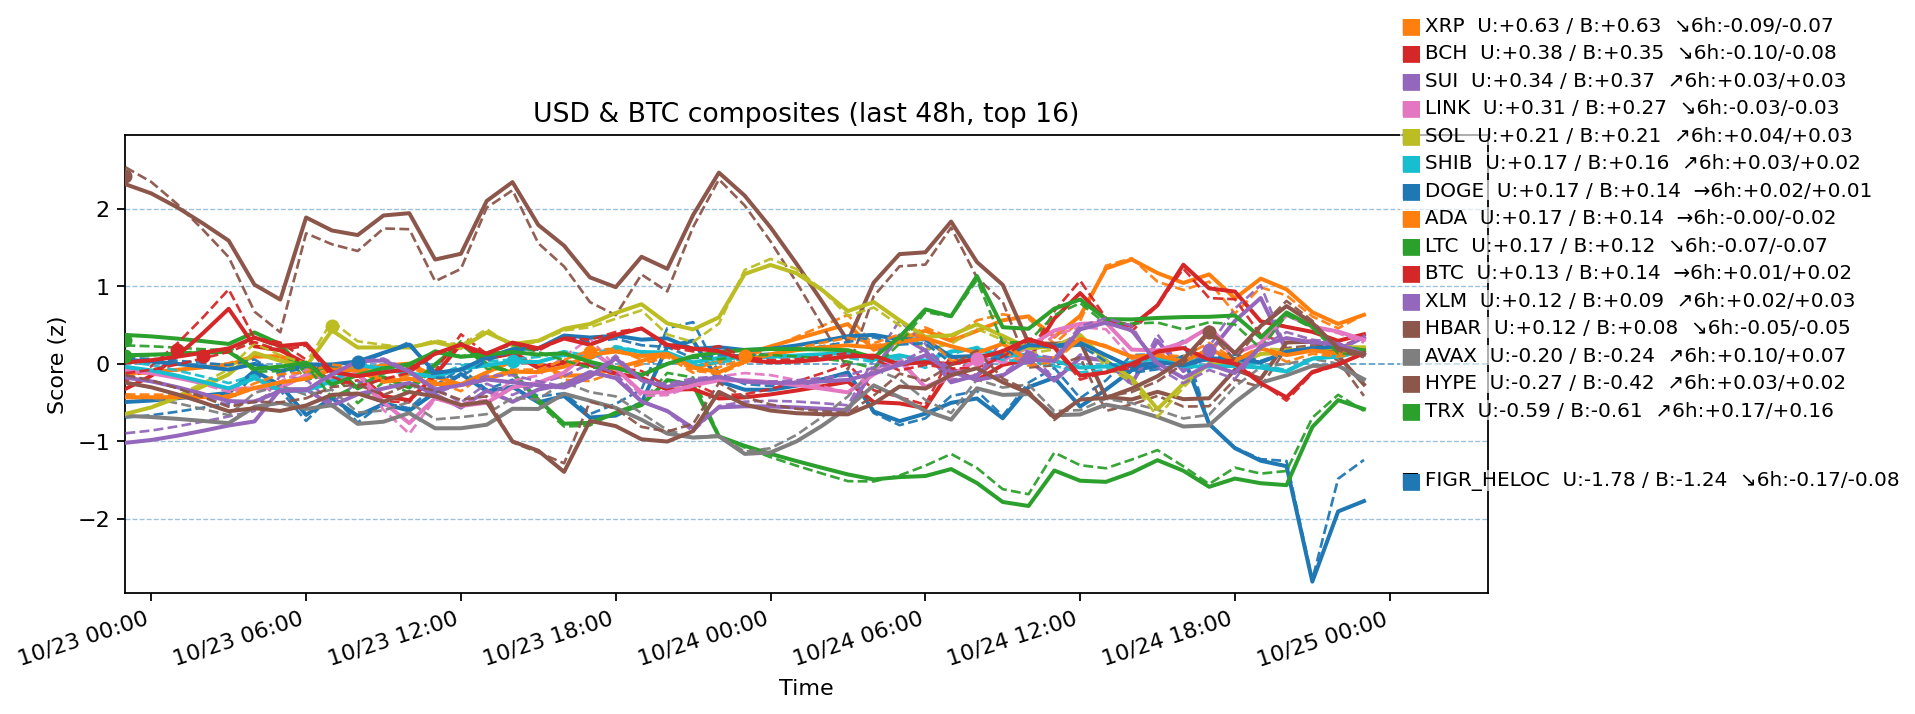 XRP  U:+0.63 / B:+0.63  ↘6h:-0.09/-0.07
BCH  U:+0.38 / B:+0.35  ↘6h:-0.10/-0.08
SUI  U:+0.34 / B:+0.37  ↗6h:+0.03/+0.03
LINK  U:+0.31 / B:+0.27  ↘6h:-0.03/-0.03
SOL  U:+0.21 / B:+0.21  ↗6h:+0.04/+0.03
SHIB  U:+0.17 / B:+0.16  ↗6h:+0.03/+0.02
DOGE  U:+0.17 / B:+0.14  →6h:+0.02/+0.01
ADA  U:+0.17 / B:+0.14  →6h:-0.00/-0.02
LTC  U:+0.17 / B:+0.12  ↘6h:-0.07/-0.07
BTC  U:+0.13 / B:+0.14  →6h:+0.01/+0.02
XLM  U:+0.12 / B:+0.09  ↗6h:+0.02/+0.03
HBAR  U:+0.12 / B:+0.08  ↘6h:-0.05/-0.05
AVAX  U:-0.20 / B:-0.24  ↗6h:+0.10/+0.07
HYPE  U:-0.27 / B:-0.42  ↗6h:+0.03/+0.02
TRX  U:-0.59 / B:-0.61  ↗6h:+0.17/+0.16
FIGR_HELOC  U:-1.78 / B:-1.24  ↘6h:-0.17/-0.08
USD & BTC composites (last 48h, top 16)
Score (z)
2
1
0
−1
−2
10/23 00:00
10/23 06:00
10/23 12:00
10/23 18:00
10/24 00:00
10/24 06:00
10/24 12:00
10/24 18:00
10/25 00:00
Time